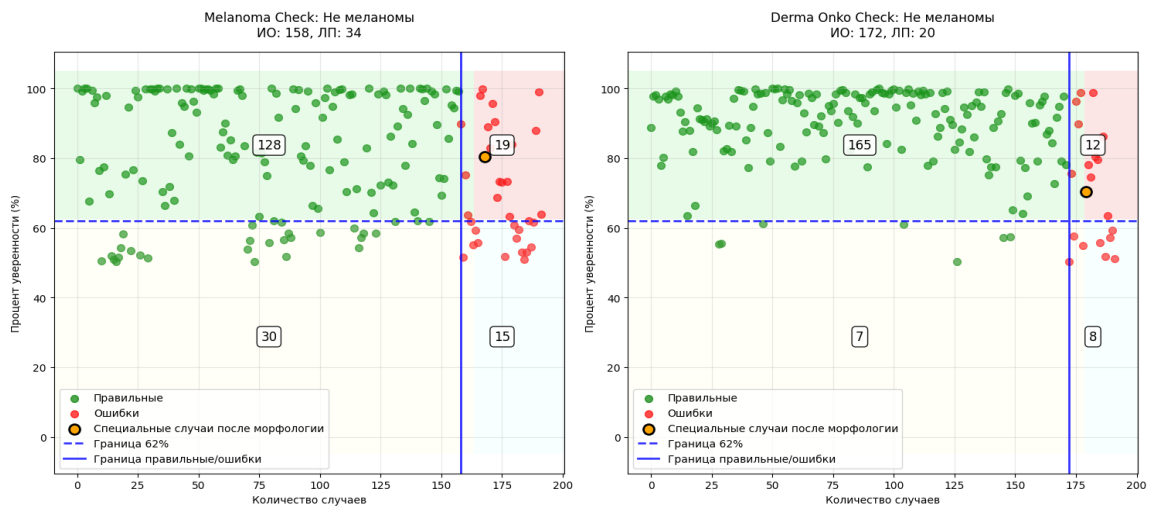 Melanoma Check: Не меланомы
ИО: 158, ЛП: 34
Процент уверенности (%)
100
80
60
40
20
0
128
19
30
15
Правильные
Ошибки
Специальные случаи после морфологии
Граница 62%
Граница правильные/ошибки
0
25
50
75
100
125
150
175
200
Количество случаев
Derma Onko Check: Не меланомы
ИО: 172, ЛП: 20
Процент уверенности (%)
100
80
60
40
20
0
165
12
7
8
Правильные
Ошибки
Специальные случаи после морфологии
Граница 62%
Граница правильные/ошибки
0
25
50
75
100
125
150
175
200
Количество случаев